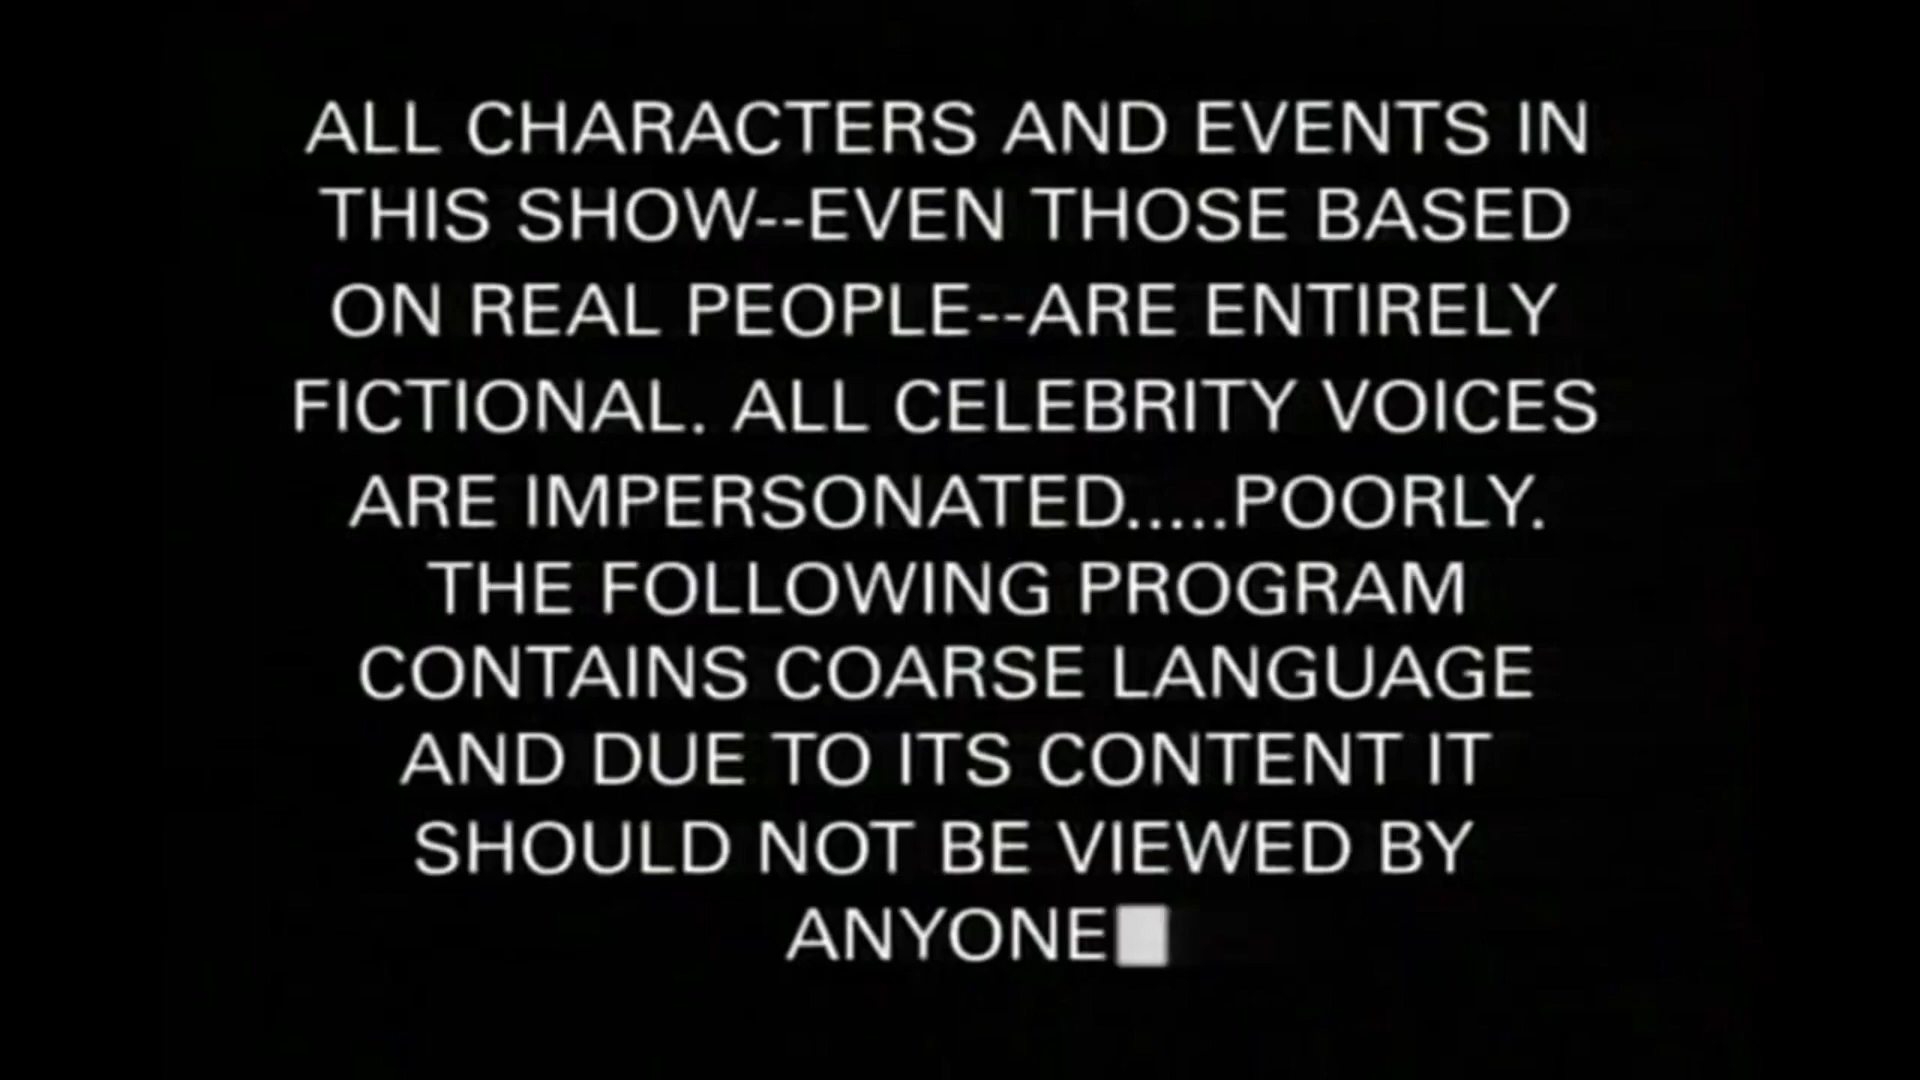 ALL CHARACTERS AND EVENTS IN
THIS SHOW--EVEN THOSE BASED
ON REAL PEOPLE--ARE ENTIRELY
FICTIONAL. ALL CELEBRITY VOICES
ARE IMPERSONATED.....POORLY.
THE FOLLOWING PROGRAM
CONTAINS COARSE LANGUAGE
AND DUE TO ITS CONTENT IT
SHOULD NOT BE VIEWED BY
ANYONE